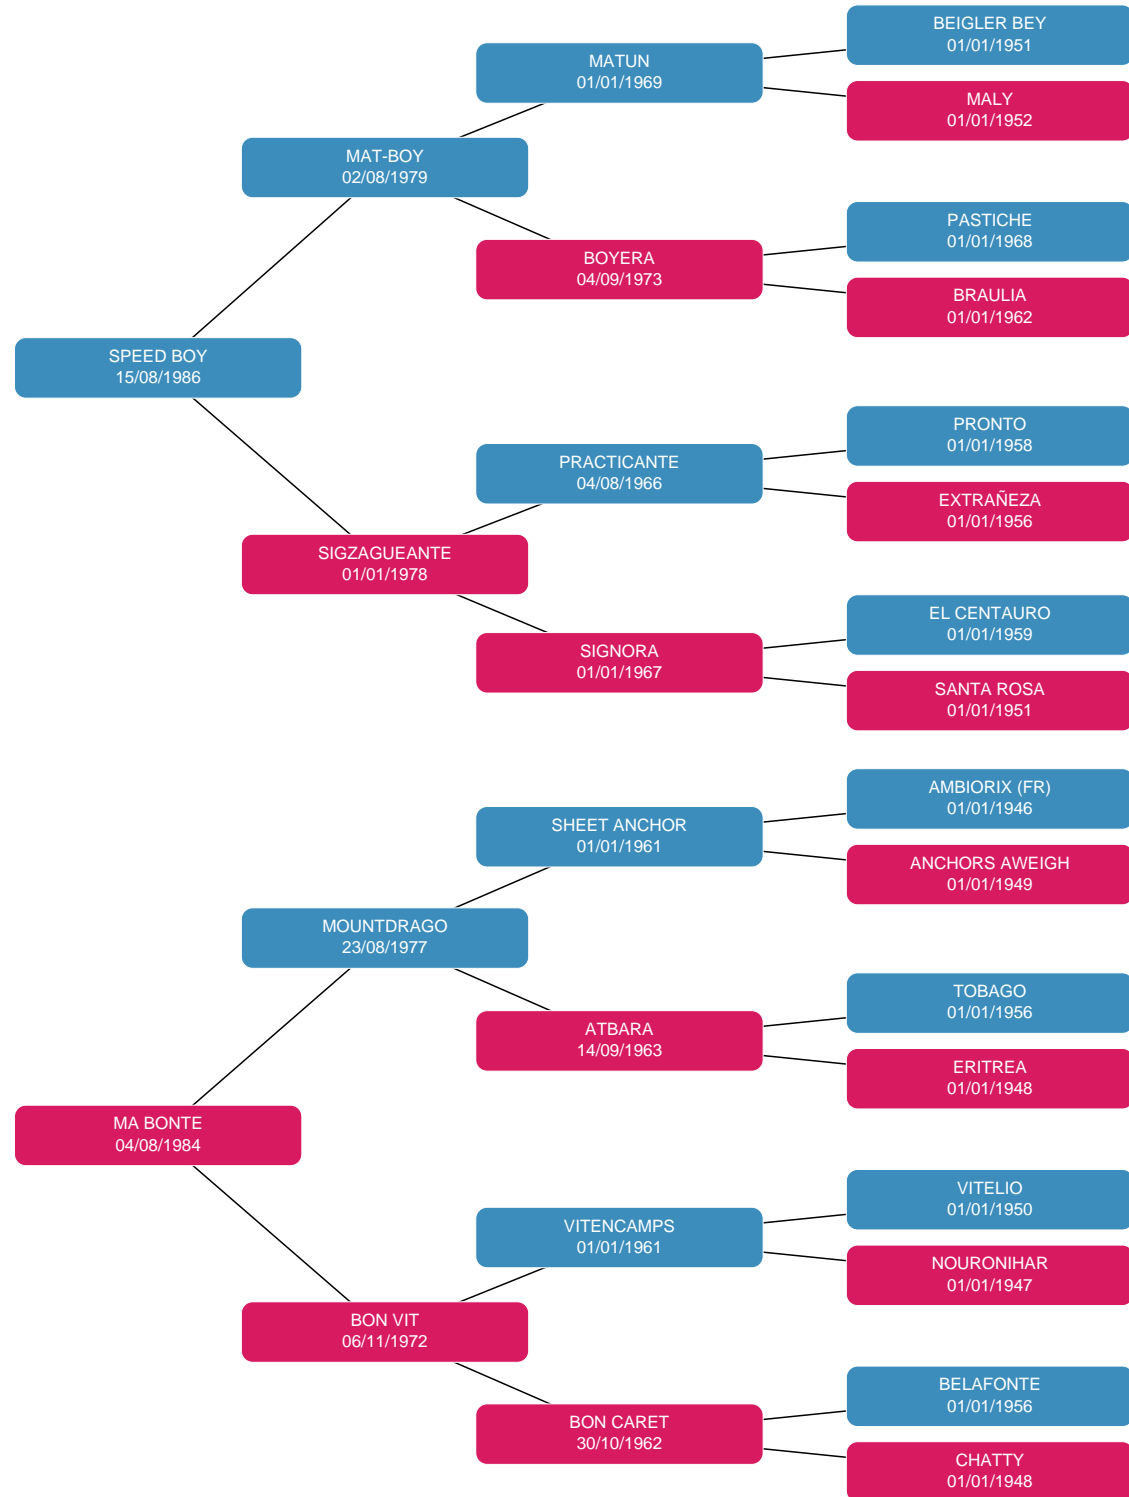 BEIGLER BEY
01/01/1951
MATUN
01/01/1969
MALY
01/01/1952
MAT-BOY
02/08/1979
PASTICHE
01/01/1968
BOYERA
04/09/1973
BRAULIA
01/01/1962
SPEED BOY
15/08/1986
PRONTO
01/01/1958
PRACTICANTE
04/08/1966
EXTRAÑEZA
01/01/1956
SIGZAGUEANTE
01/01/1978
EL CENTAURO
01/01/1959
SIGNORA
01/01/1967
SANTA ROSA
01/01/1951
AMBIORIX (FR)
01/01/1946
SHEET ANCHOR
01/01/1961
ANCHORS AWEIGH
01/01/1949
MOUNTDRAGO
23/08/1977
TOBAGO
01/01/1956
ATBARA
14/09/1963
ERITREA
01/01/1948
MA BONTE
04/08/1984
VITELIO
01/01/1950
VITENCAMPS
01/01/1961
NOURONIHAR
01/01/1947
BON VIT
06/11/1972
BELAFONTE
01/01/1956
BON CARET
30/10/1962
CHATTY
01/01/1948